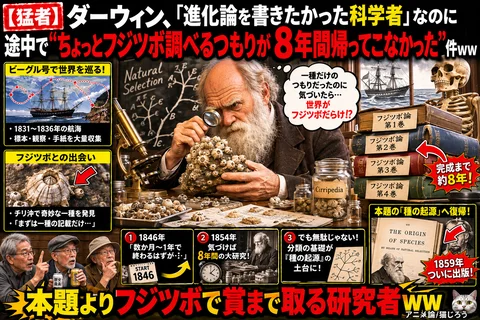 【猛者】ダーウィン、「進化論を書きたかった科学者」なのに
途中で“ちょっとフジツボ調べるつもりが８年間帰ってこなかった”件ww
ビーグル号で世界を巡る!
・1831～1836年の航海
・標本・観察・手紙を大量収集
フジツボとの出会い
・チリ沖で奇妙な一種を発見
「まずは一種の記載だけ…」
Natural
Selection
一種だけの
つもりだったのに
気づいたら…
世界が
フジツボだらけ!?
Cirripedia
フジツボ論
第1巻
フジツボ論
第2巻
フジツボ論
第3巻
フジツボ論
第4巻
完成まで
約8年!
本題の「種の起源」へ復帰!
THE ORIGIN
OF SPECIES
1859年
ついに出版!
1 1846年
「数か月～1年で
終わるはずが…」
START
1846
2 1854年
気づけば
8年間の大研究!
3 でも無駄じゃない!
分類の基礎が
「種の起源」の
土台に!
本題よりフジツボで賞まで取る研究者ww
アニメ論/猫じろう